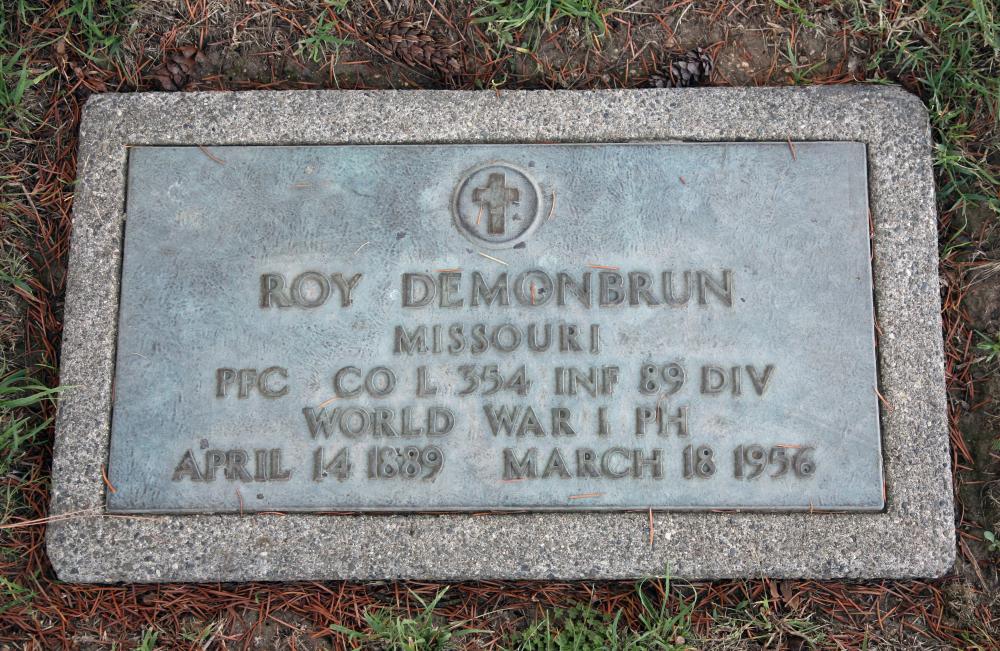 ROY DEMONBRUN
MISSOURI
PFC CO L 354 INF 89 DIV
WORLD WAR I PH
APRIL 14 1889 MARCH 18 1956